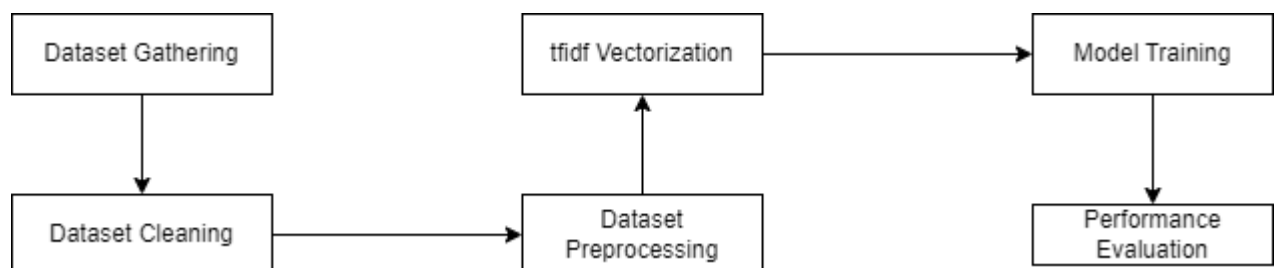 Dataset Gathering
tfidf Vectorization
Model Training
Dataset Cleaning
Dataset
Preprocessing
Performance
Evaluation